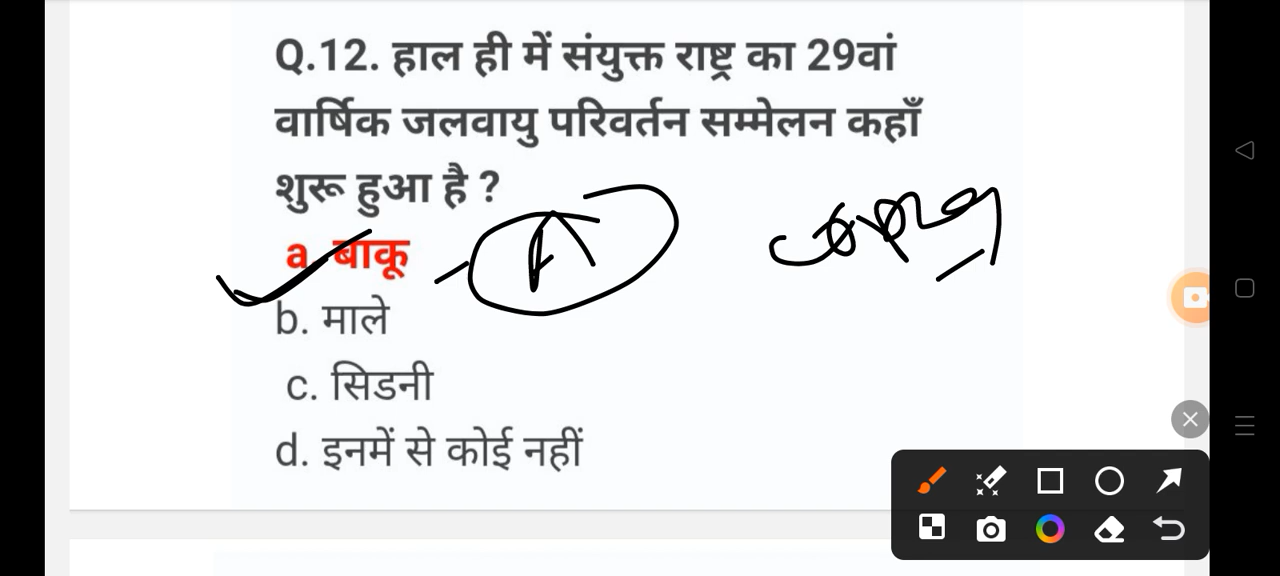 Q.12. हाल ही में संयुक्त राष्ट्र का 29वां
वार्षिक जलवायु परिवर्तन सम्मेलन कहाँ
शुरू हुआ है ?
a. बाकू
A
b. माले
c. सिडनी
d. इनमें से कोई नहीं